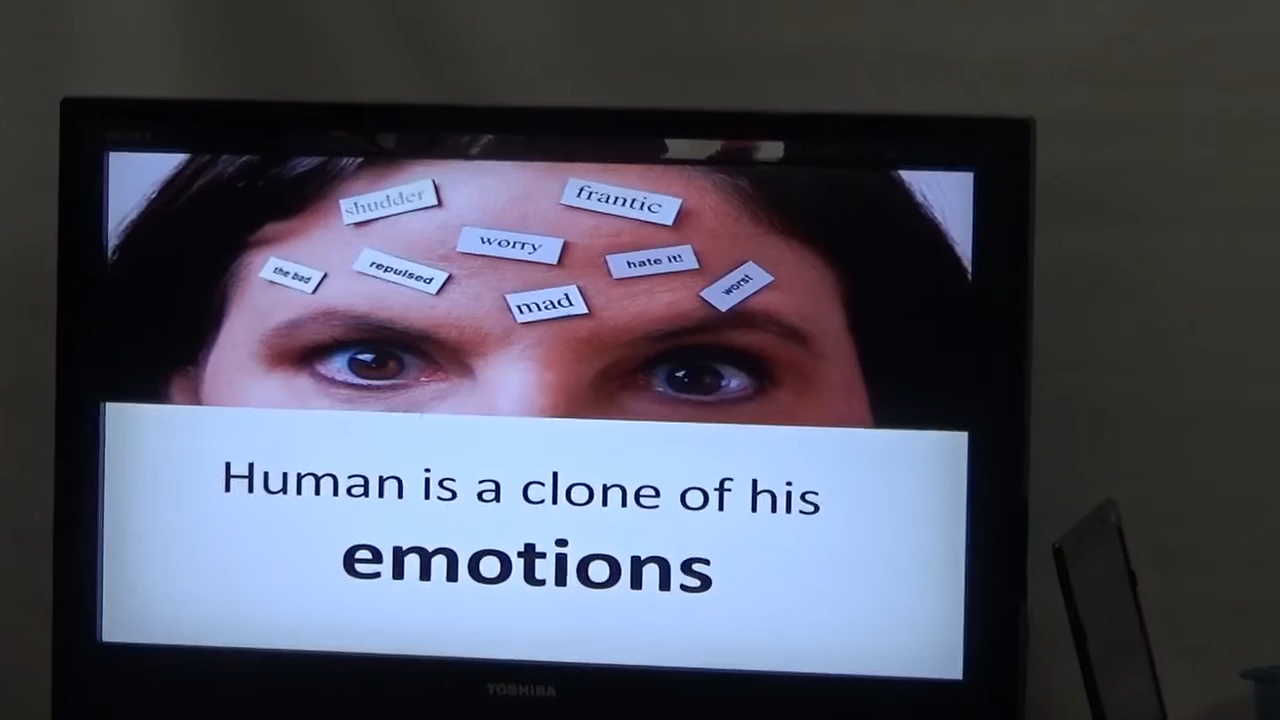 shudder
frantic
worry
the bad
repulsed
hate it!
worst
mad
Human is a clone of his
emotions
TOSHIBA